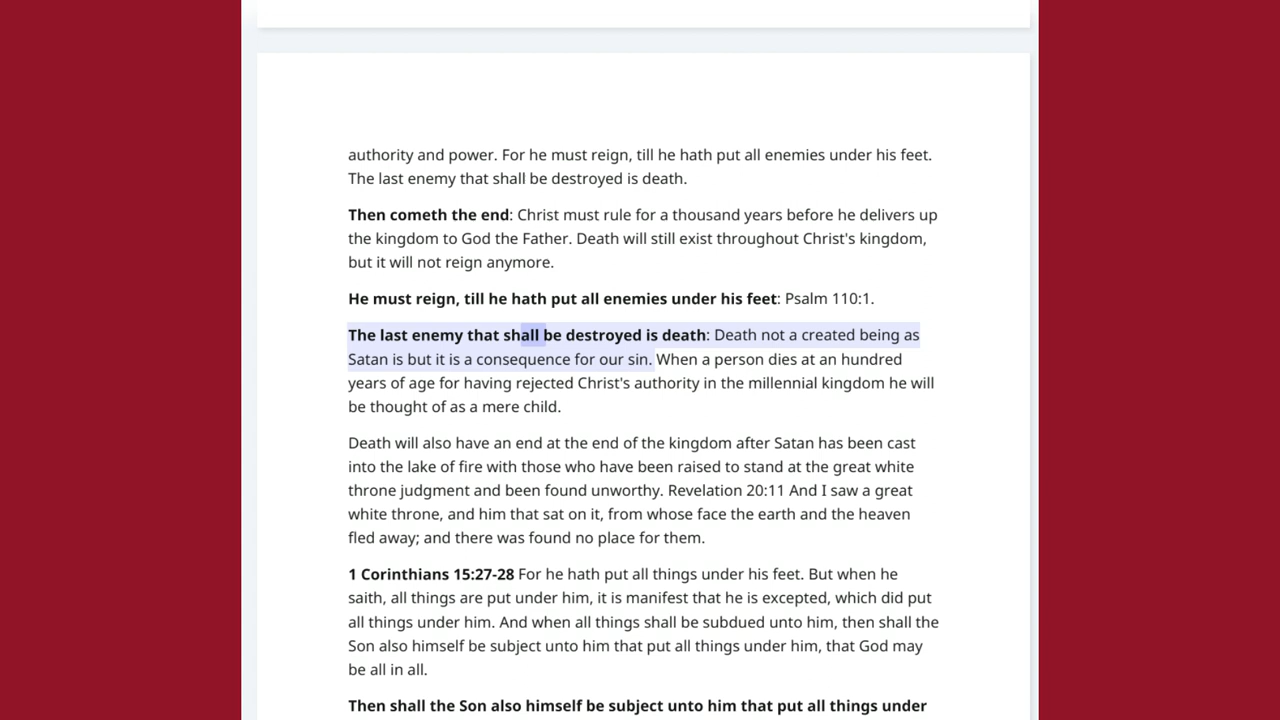 authority and power. For he must reign, till he hath put all enemies under his feet.
The last enemy that shall be destroyed is death.
Then cometh the end: Christ must rule for a thousand years before he delivers up
the kingdom to God the Father. Death will still exist throughout Christ's kingdom,
but it will not reign anymore.
He must reign, till he hath put all enemies under his feet: Psalm 110:1.
The last enemy that shall be destroyed is death: Death not a created being as
Satan is but it is a consequence for our sin. When a person dies at an hundred
years of age for having rejected Christ's authority in the millennial kingdom he will
be thought of as a mere child.
Death will also have an end at the end of the kingdom after Satan has been cast
into the lake of fire with those who have been raised to stand at the great white
throne judgment and been found unworthy. Revelation 20:11 And I saw a great
white throne, and him that sat on it, from whose face the earth and the heaven
fled away; and there was found no place for them.
1 Corinthians 15:27-28 For he hath put all things under his feet. But when he
saith, all things are put under him, it is manifest that he is excepted, which did put
all things under him. And when all things shall be subdued unto him, then shall the
Son also himself be subject unto him that put all things under him, that God may
be all in all.
Then shall the Son also himself be subject unto him that put all things under